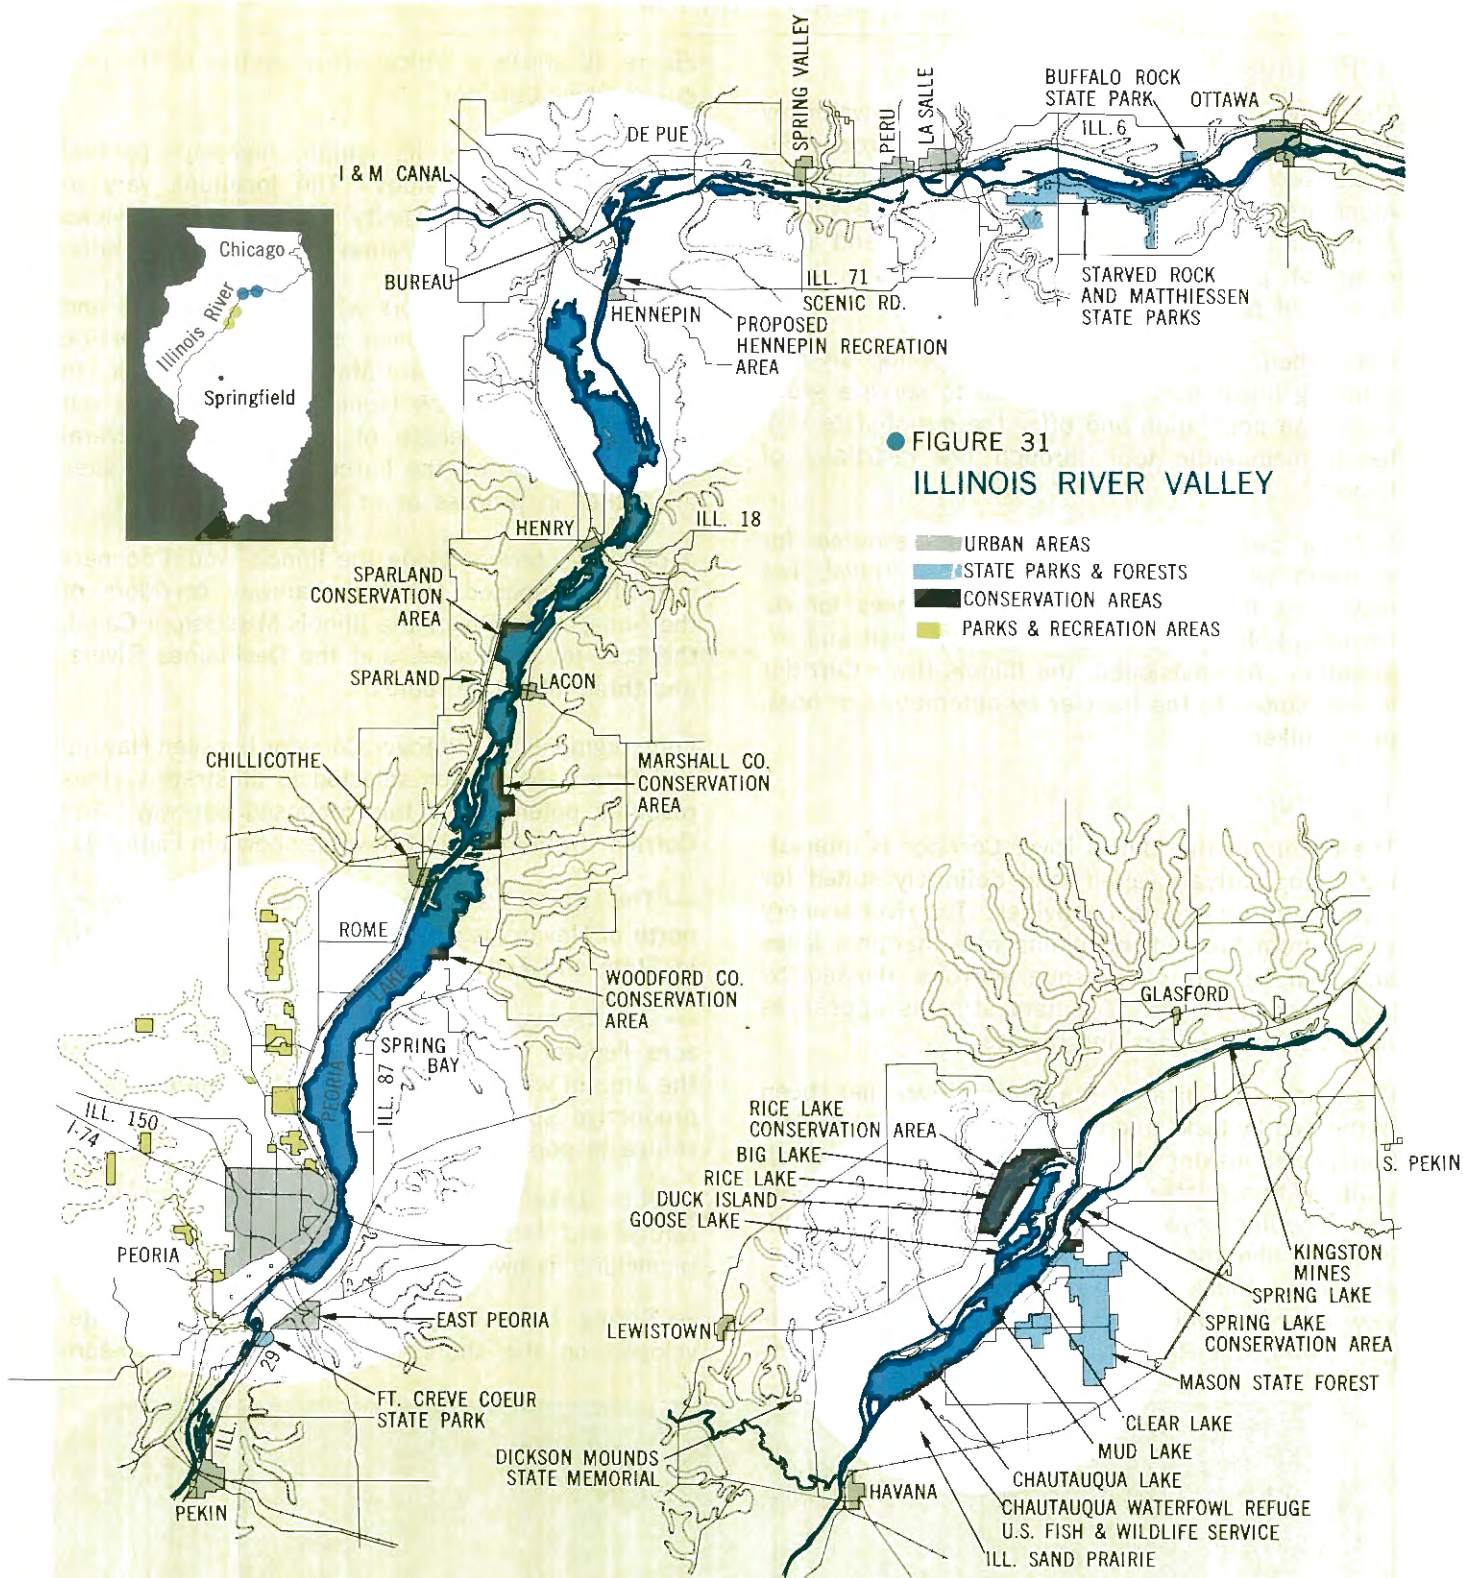 SPRING VALLEY
PERU
LA SALLE
BUFFALO ROCK
STATE PARK
OTTAWA
ILL. 6
DE PUE
I & M CANAL
BUREAU
HENNEPIN
ILL. 71
SCENIC RD.
PROPOSED
HENNEPIN RECREATION
AREA
STARVED ROCK
AND MATTHIESSEN
STATE PARKS
Chicago
Illinois River
Springfield
FIGURE 31
ILLINOIS RIVER VALLEY
URBAN AREAS
STATE PARKS & FORESTS
CONSERVATION AREAS
PARKS & RECREATION AREAS
HENRY
ILL. 18
SPARLAND
CONSERVATION
AREA
SPARLAND
LACON
CHILLICOTHE
MARSHALL CO.
CONSERVATION
AREA
ROME
WOODFORD CO.
CONSERVATION
AREA
PEORIA LAKE
SPRING
BAY
ILL. 87
ILL. 150
I-74
PEORIA
EAST PEORIA
FT. CREVE COEUR
STATE PARK
ILL. 29
PEKIN
GLASFORD
RICE LAKE
CONSERVATION AREA
BIG LAKE
RICE LAKE
DUCK ISLAND
GOOSE LAKE
S. PEKIN
KINGSTON
MINES
SPRING LAKE
SPRING LAKE
CONSERVATION AREA
LEWISTOWN
MASON STATE FOREST
CLEAR LAKE
MUD LAKE
CHAUTAUQUA LAKE
DICKSON MOUNDS
STATE MEMORIAL
HAVANA
CHAUTAUQUA WATERFOWL REFUGE
U.S. FISH & WILDLIFE SERVICE
ILL. SAND PRAIRIE